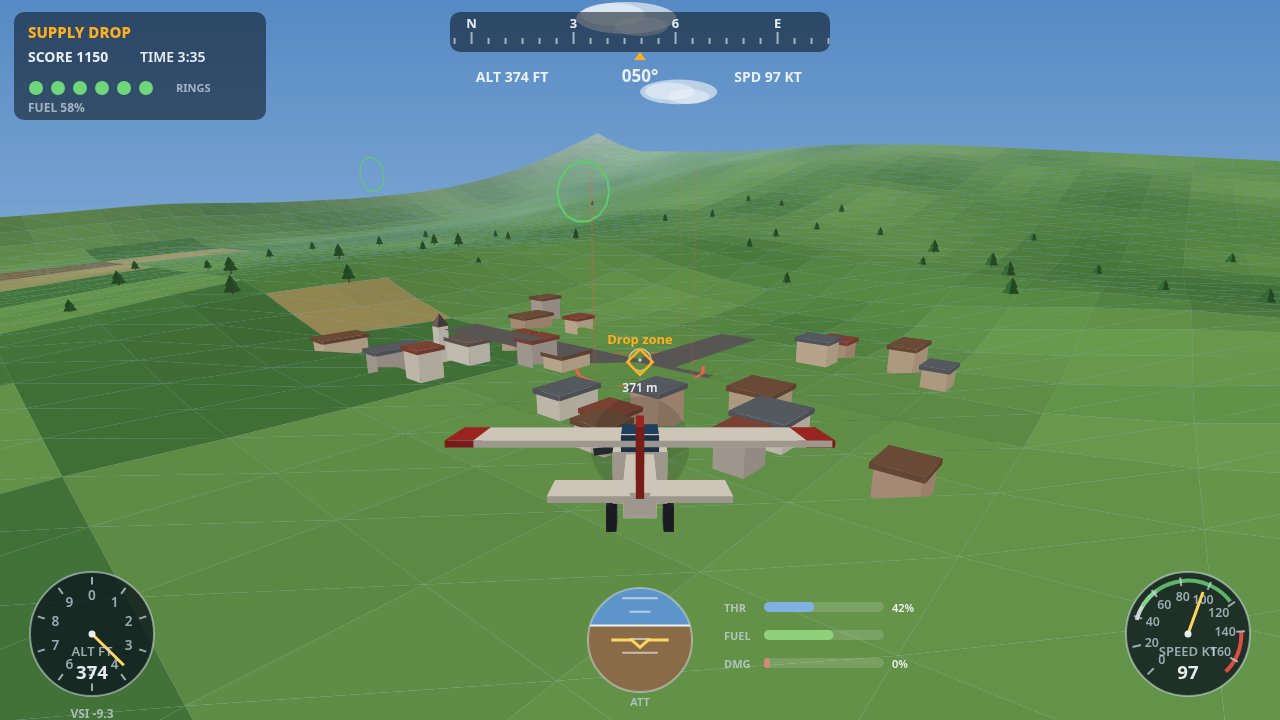 SUPPLY DROP
SCORE 1150 TIME 3:35
RINGS
FUEL 58%
N 3 6 E
ALT 374 FT 050° SPD 97 KT
Drop zone
371 m
0 1 2 3 4 5 6 7 8 9
ALT FT
374
VSI -9.3
ATT
THR 42%
FUEL
DMG 0%
0 20 40 60 80 100 120 140 160
SPEED KT
97